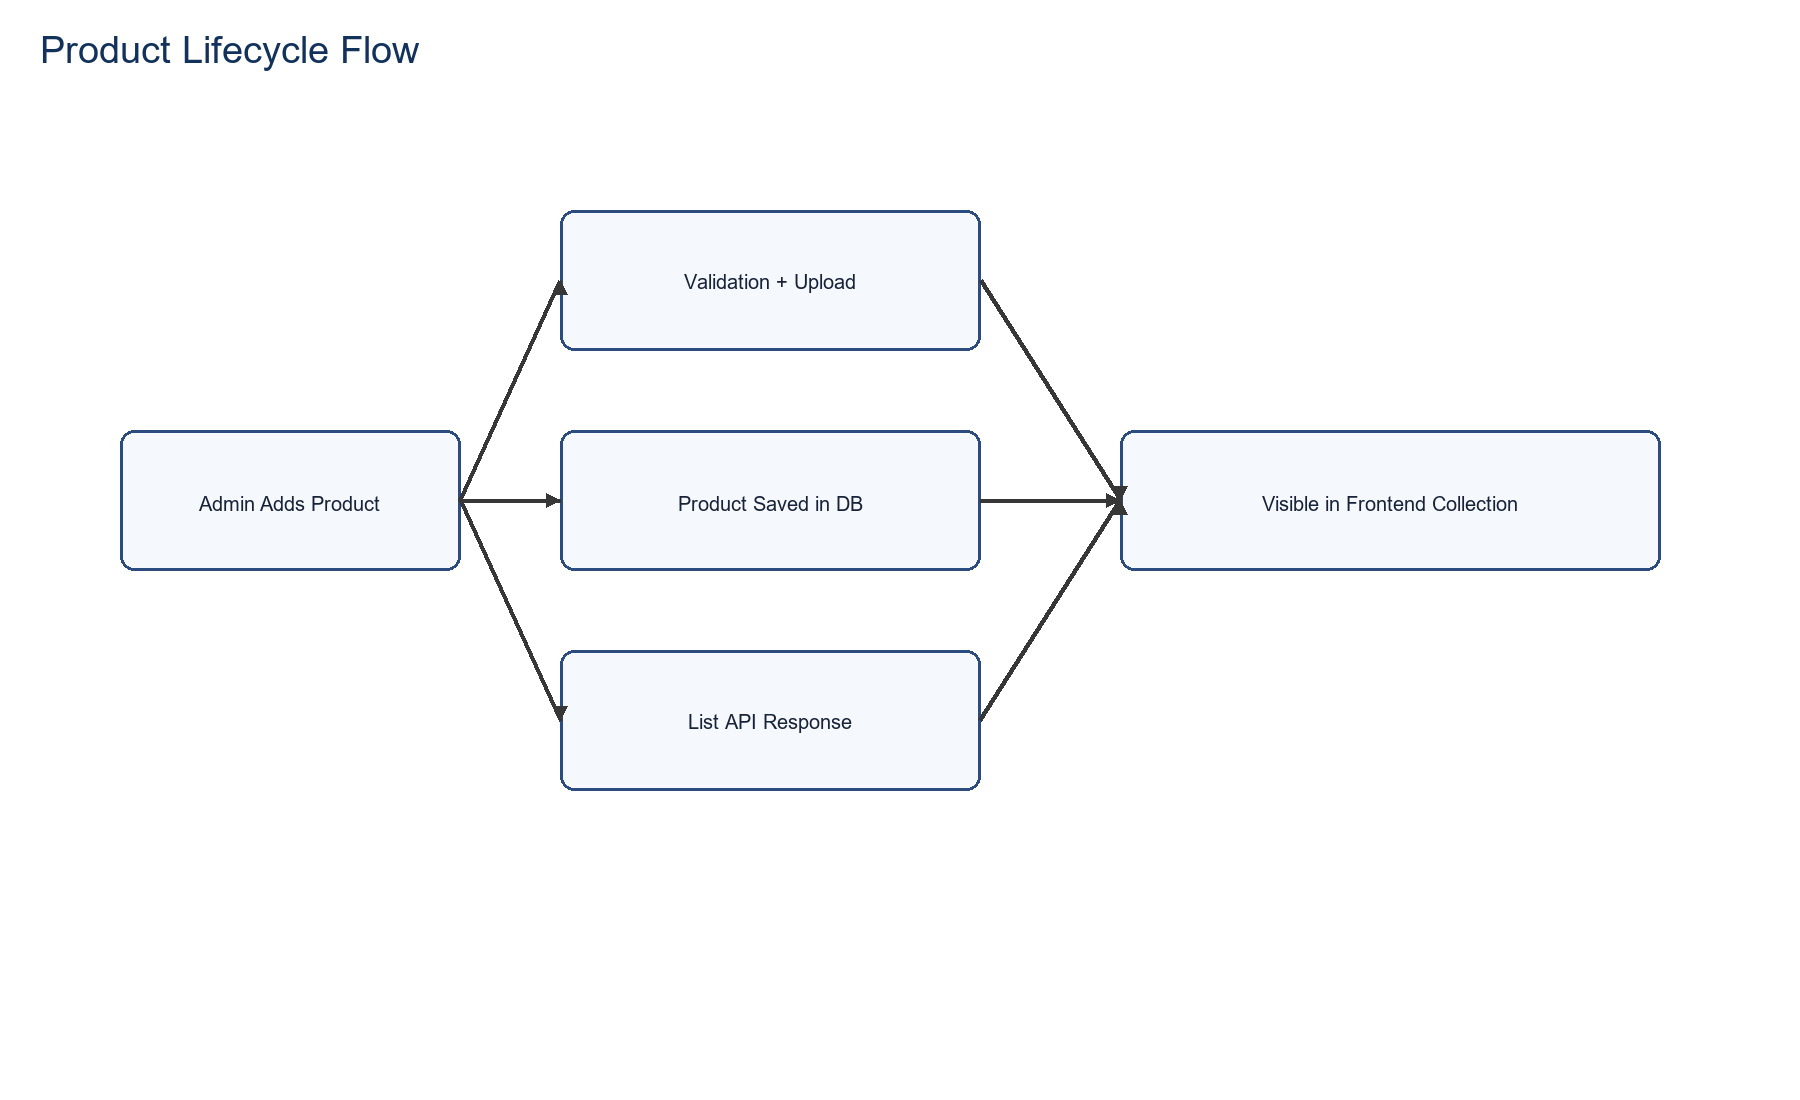 Product Lifecycle Flow
Validation + Upload
Admin Adds Product
Product Saved in DB
Visible in Frontend Collection
List API Response